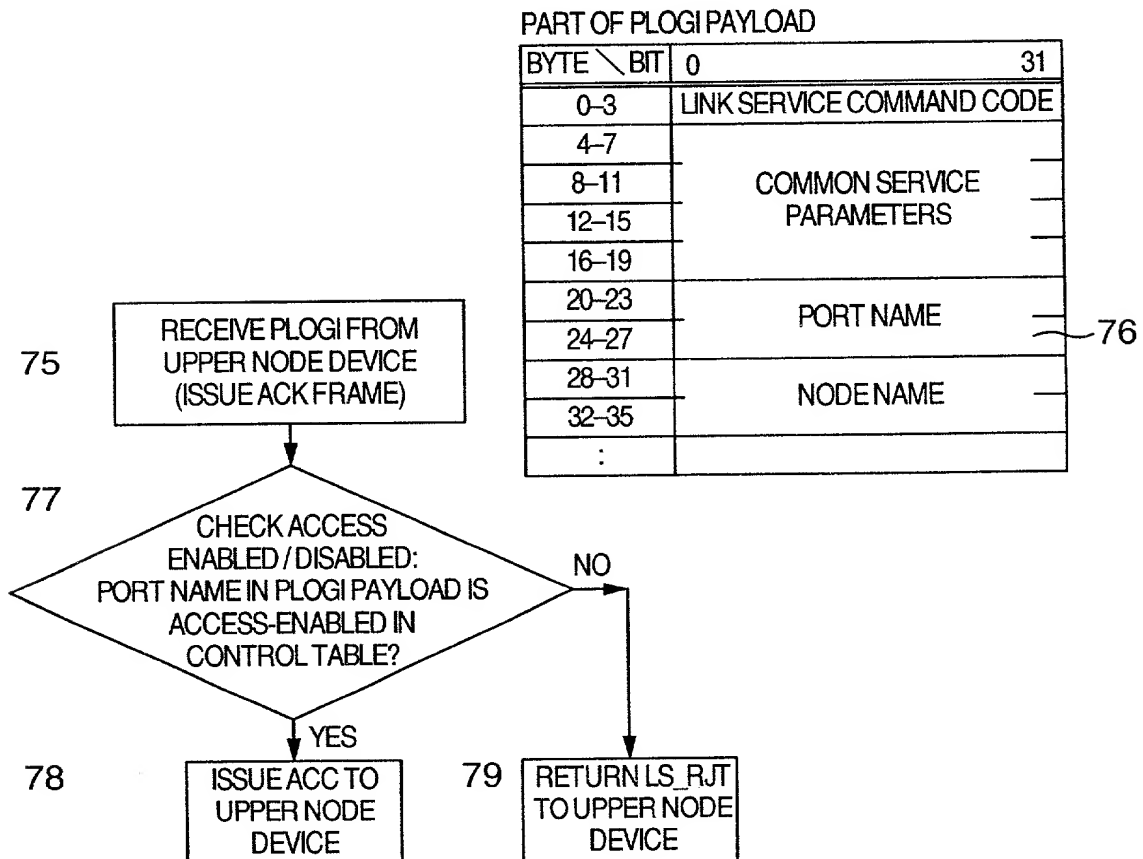 PART OF PLOGI PAYLOAD
BYTE \ BIT 0 31
0–3 LINK SERVICE COMMAND CODE
4–7
8–11 COMMON SERVICE
12–15 PARAMETERS
16–19
20–23 PORT NAME
24–27 76
28–31 NODE NAME
32–35
:
75
RECEIVE PLOGI FROM
UPPER NODE DEVICE
(ISSUE ACK FRAME)
77
CHECK ACCESS
ENABLED / DISABLED:
PORT NAME IN PLOGI PAYLOAD IS
ACCESS-ENABLED IN
CONTROL TABLE?
NO
YES
78
ISSUE ACC TO
UPPER NODE
DEVICE
79
RETURN LS_RJT
TO UPPER NODE
DEVICE